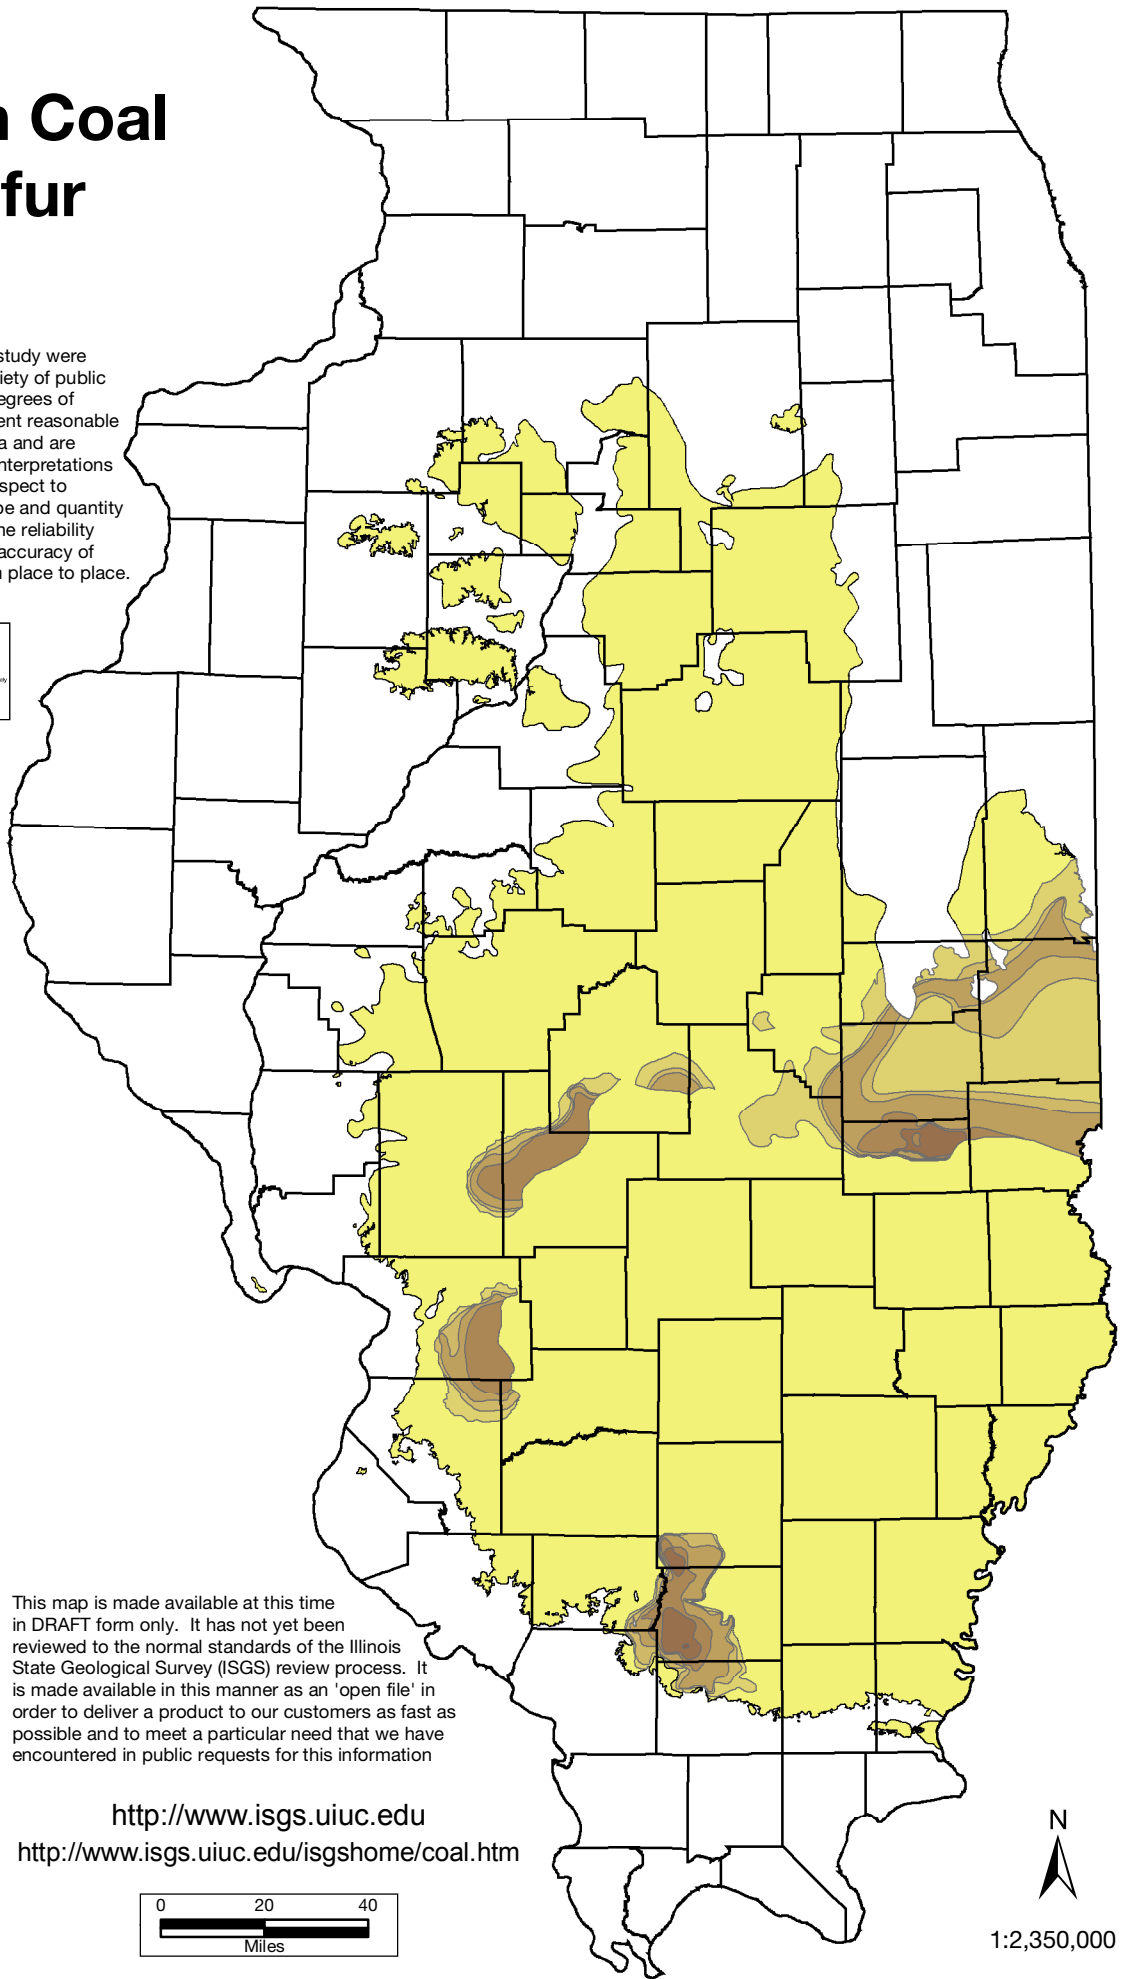 Coal
fur
study were
of public
egrees of
ent reasonable
a and are
nterpretations
spect to
and quantity
reliability
accuracy of
place to place.
This map is made available at this time
in DRAFT form only. It has not yet been
reviewed to the normal standards of the Illinois
State Geological Survey (ISGS) review process. It
is made available in this manner as an 'open file' in
order to deliver a product to our customers as fast as
possible and to meet a particular need that we have
encountered in public requests for this information
http://www.isgs.uiuc.edu
http://www.isgs.uiuc.edu/isgshome/coal.htm
0 20 40
Miles
N
1:2,350,000